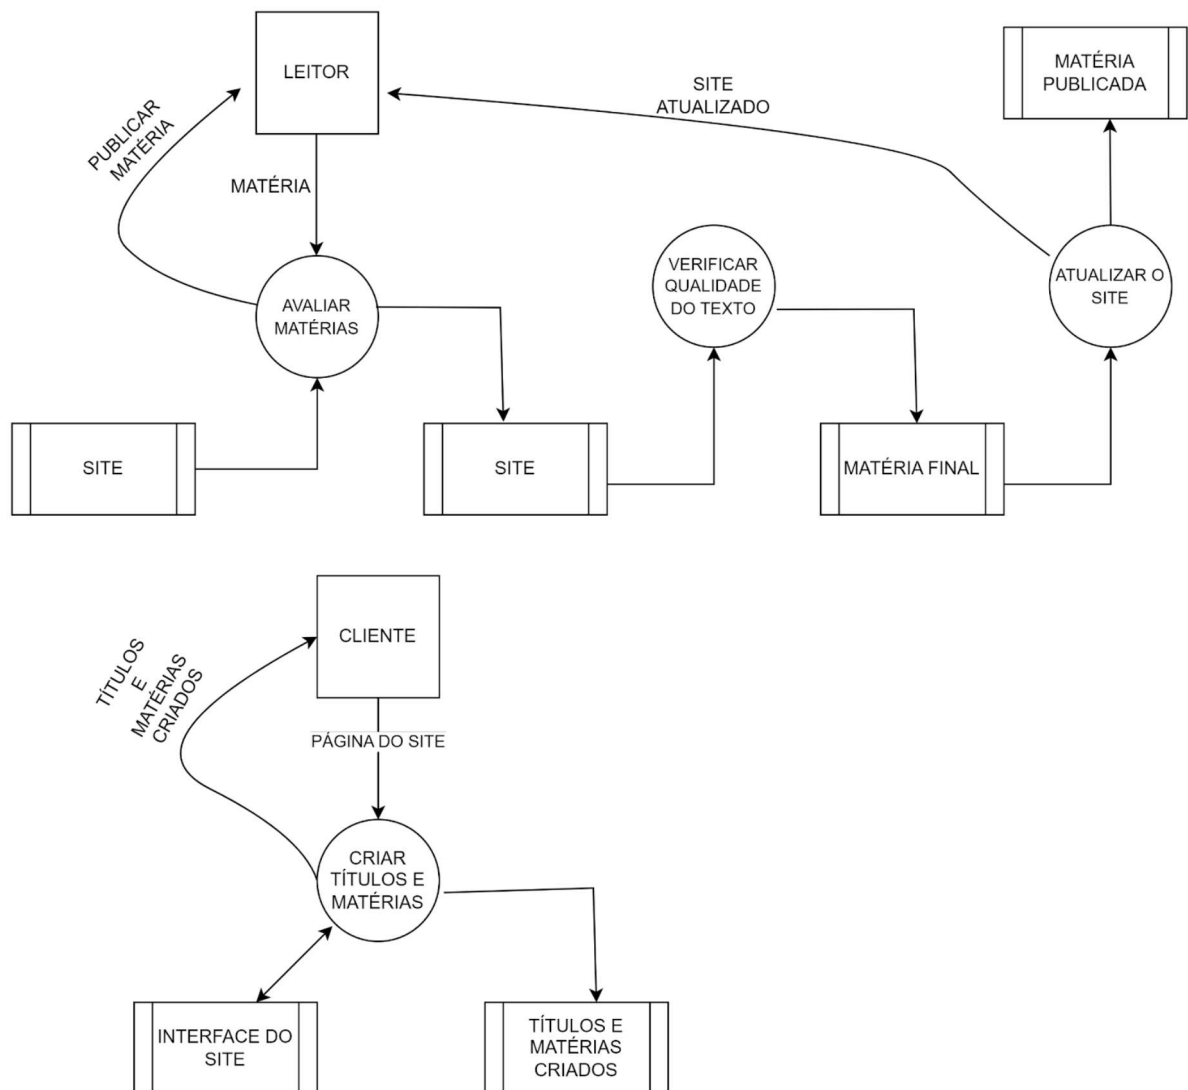 LEITOR
MATÉRIA
PUBLICADA
SITE
ATUALIZADO
PUBLICAR
MATÉRIA
MATÉRIA
AVALIAR
MATÉRIAS
VERIFICAR
QUALIDADE
DO TEXTO
ATUALIZAR O
SITE
SITE
SITE
MATÉRIA FINAL
CLIENTE
TÍTULOS
E
MATÉRIAS
CRIADOS
PÁGINA DO SITE
CRIAR
TÍTULOS E
MATÉRIAS
INTERFACE DO
SITE
TÍTULOS E
MATÉRIAS
CRIADOS